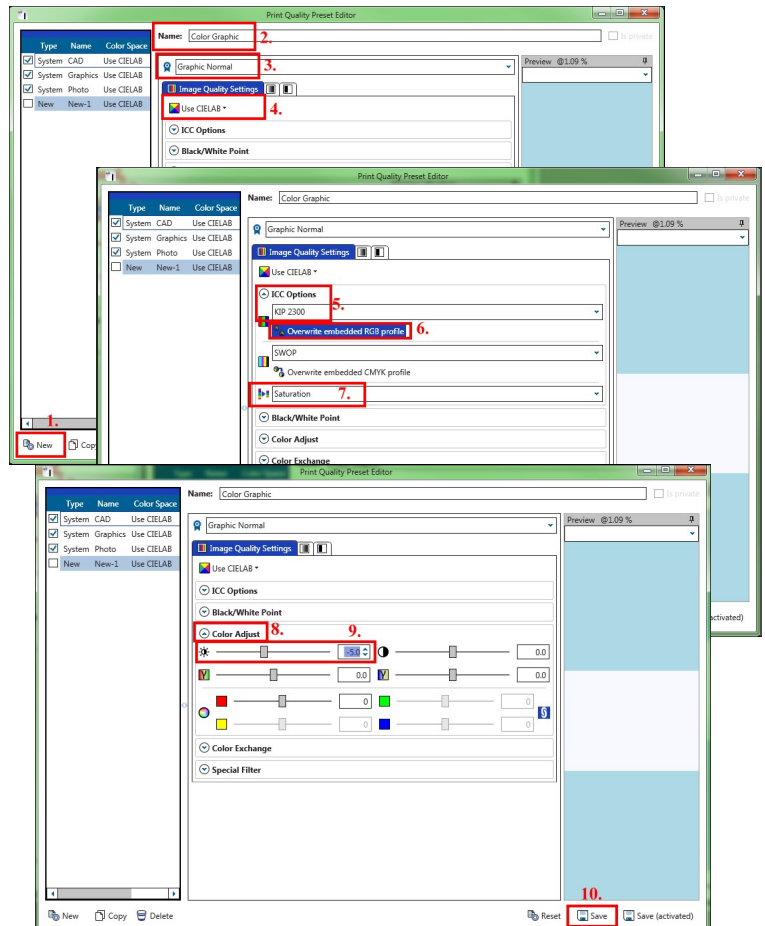 Print Quality Preset Editor
Name: Color Graphic 2. Is private
Type Name Color Space
System CAD Use CIELAB
System Graphics Use CIELAB
System Photo Use CIELAB
New New-1 Use CIELAB
Graphic Normal 3.
Image Quality Settings
Use CIELAB 4.
ICC Options
Black/White Point
Preview @1.09 %
1.
New Cop
Print Quality Preset Editor
Name: Color Graphic Is private
Type Name Color Space
System CAD Use CIELAB
System Graphics Use CIELAB
System Photo Use CIELAB
New New-1 Use CIELAB
Graphic Normal
Image Quality Settings
Use CIELAB
ICC Options
KIP 2300 5.
Overwrite embedded RGB profile 6.
SWOP
Overwrite embedded CMYK profile
Saturation 7.
Black/White Point
Color Adjust
Color Exchange
Preview @1.09 %
activated)
Print Quality Preset Editor
Name: Color Graphic Is private
Type Name Color Space
System CAD Use CIELAB
System Graphics Use CIELAB
System Photo Use CIELAB
New New-1 Use CIELAB
Graphic Normal
Image Quality Settings
Use CIELAB
ICC Options
Black/White Point
Color Adjust 8. 9.
-5.0 0.0
Y 0.0 Y 0.0
0 0
0 0
Color Exchange
Special Filter
Preview @1.09 %
10.
New Copy Delete Reset Save Save (activated)